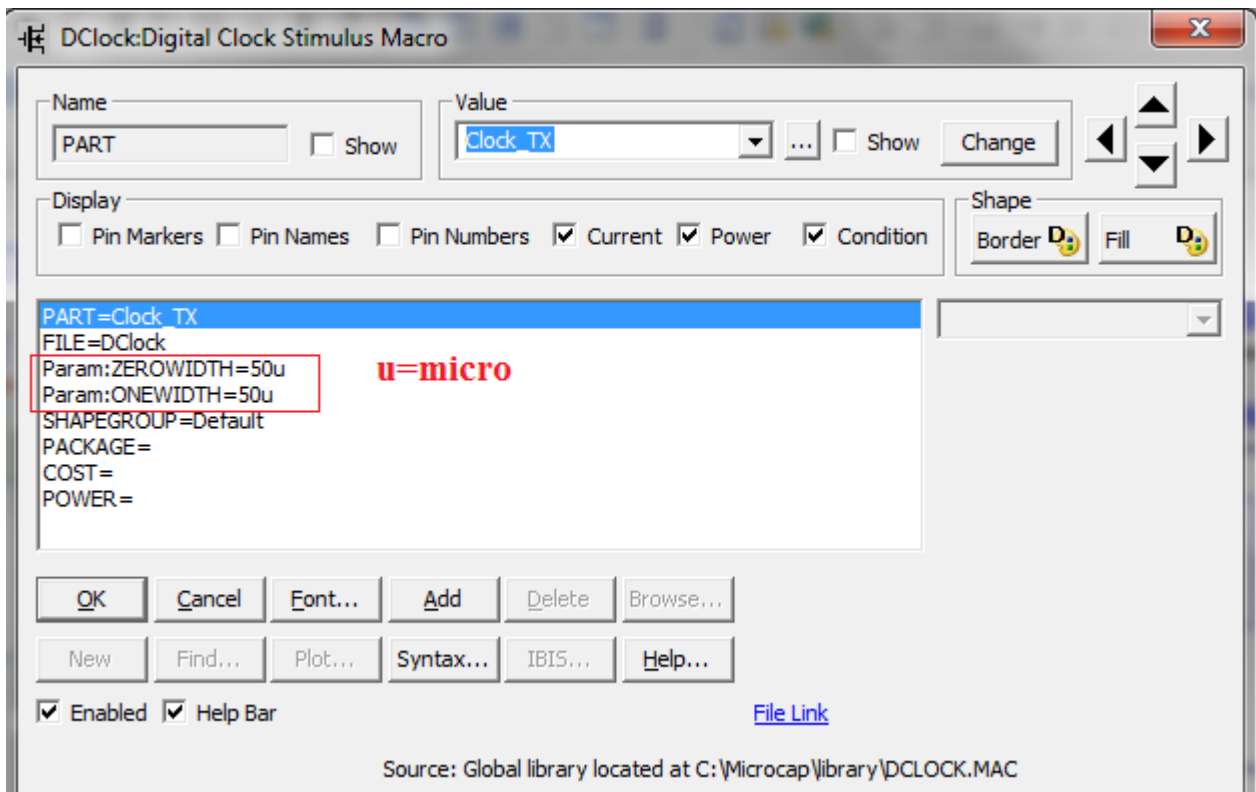 DClock:Digital Clock Stimulus Macro
Name
PART
Show
Value
Clock_TX
...
Show
Change
Display
Pin Markers
Pin Names
Pin Numbers
Current
Power
Condition
Shape
Border
Fill
PART=Clock_TX
FILE=DClock
Param:ZEROWIDTH=50u
Param:ONEWIDTH=50u
u=micro
SHAPEGROUP=Default
PACKAGE=
COST=
POWER=
OK
Cancel
Font...
Add
Delete
Browse...
New
Find...
Plot...
Syntax...
IBIS...
Help...
Enabled
Help Bar
File Link
Source: Global library located at C:\Microcap\library\DCLOCK.MAC